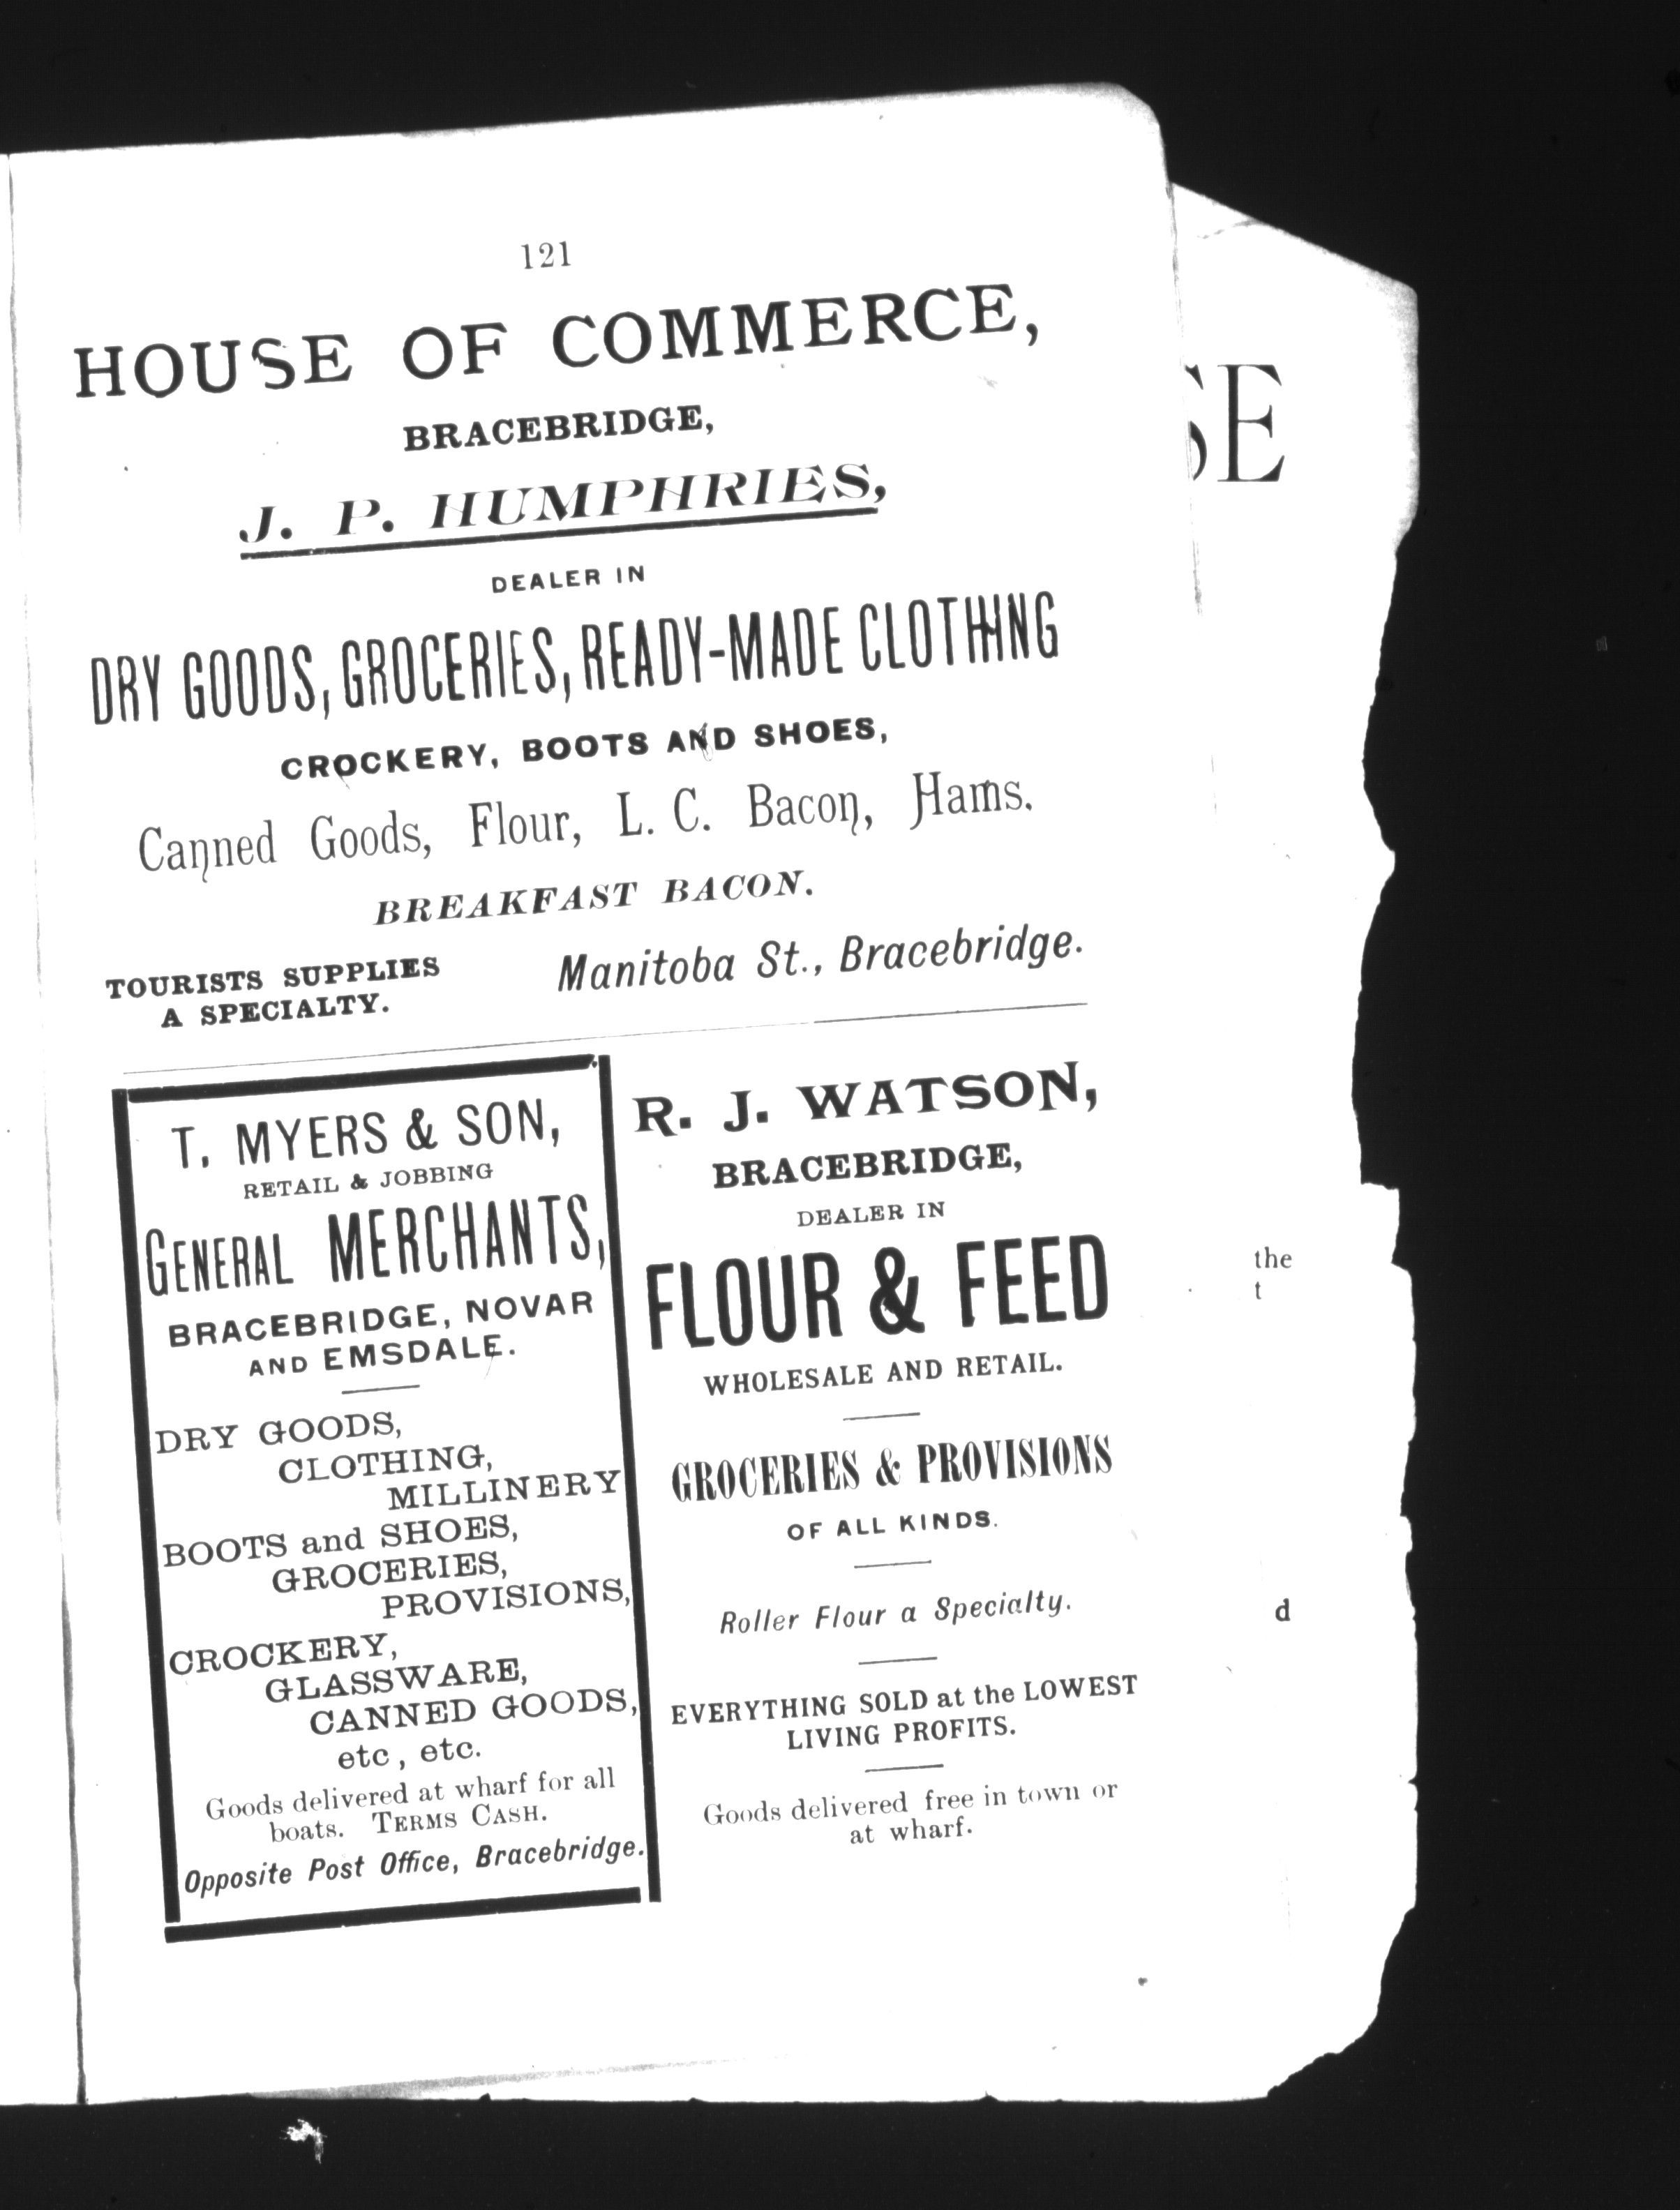 121
HOUSE OF COMMERCE,
BRACEBRIDGE,
J. P. HUMPHRIES,
DEALER IN
DRY GOODS, GROCERIES, READY-MADE CLOTHING
CROCKERY, BOOTS AND SHOES,
Canned Goods, Flour, L. C. Bacon, Hams.
BREAKFAST BACON.
TOURISTS SUPPLIES
A SPECIALTY.
Manitoba St., Bracebridge.
T. MYERS & SON,
RETAIL & JOBBING
GENERAL MERCHANTS,
BRACEBRIDGE, NOVAR
AND EMSDALE.
DRY GOODS,
CLOTHING,
MILLINERY
BOOTS and SHOES,
GROCERIES,
PROVISIONS,
CROCKERY,
GLASSWARE,
CANNED GOODS,
etc, etc.
Goods delivered at wharf for all
boats. TERMS CASH.
Opposite Post Office, Bracebridge.
R. J. WATSON,
BRACEBRIDGE,
DEALER IN
FLOUR & FEED
WHOLESALE AND RETAIL.
GROCERIES & PROVISIONS
OF ALL KINDS.
Roller Flour a Specialty.
EVERYTHING SOLD at the LOWEST
LIVING PROFITS.
Goods delivered free in town or
at wharf.
E
the
t
d